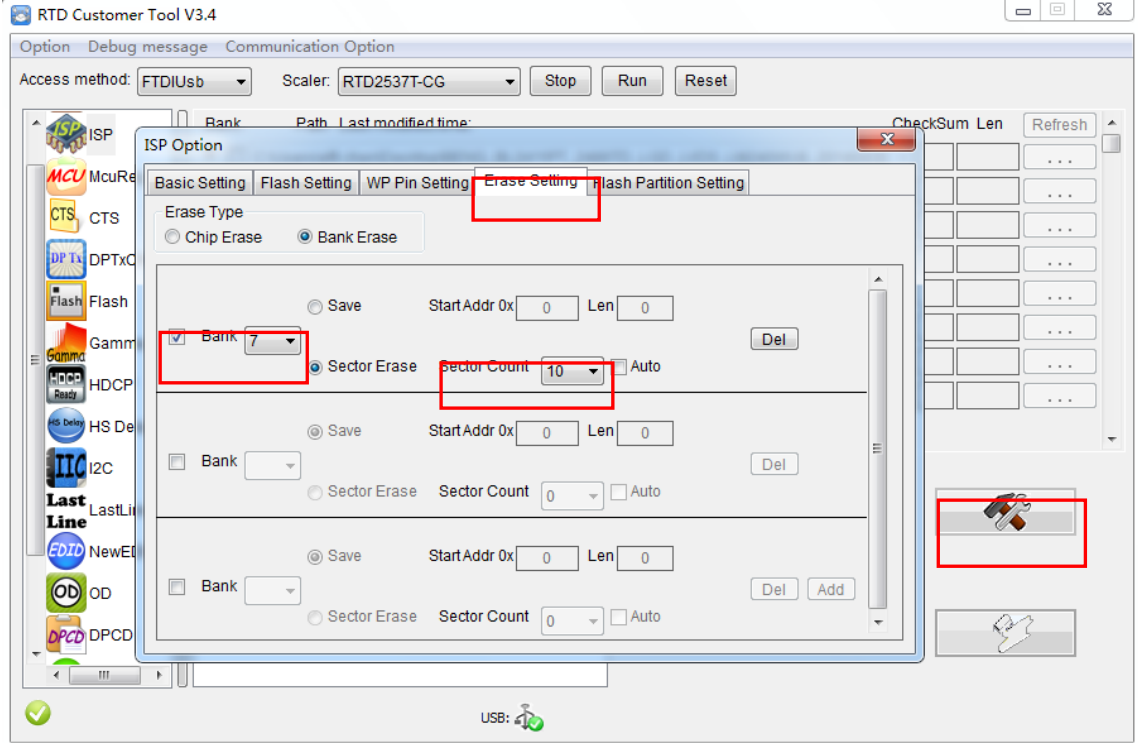 RTD Customer Tool V3.4
Option Debug message Communication Option
Access method: FTDIUsb Scaler: RTD2537T-CG Stop Run Reset
Bank Path Last modified time: CheckSum Len Refresh
ISP
MCU McuRe
CTS CTS
DP Tx DPTxC
Flash Flash
Gamma Gamm
HDCP Ready HDCP
HS Delay HS De
IIC I2C
Last Line LastLi
EDID NewED
OD OD
DPCD DPCD
ISP Option
Basic Setting Flash Setting WP Pin Setting Erase Setting Flash Partition Setting
Erase Type
Chip Erase Bank Erase
Save Start Addr 0x 0 Len 0
Bank 7 Del
Sector Erase Sector Count 10 Auto
Save Start Addr 0x 0 Len 0
Bank Del
Sector Erase Sector Count 0 Auto
Save Start Addr 0x 0 Len 0
Bank Del Add
Sector Erase Sector Count 0 Auto
...
...
...
...
...
...
...
...
USB: